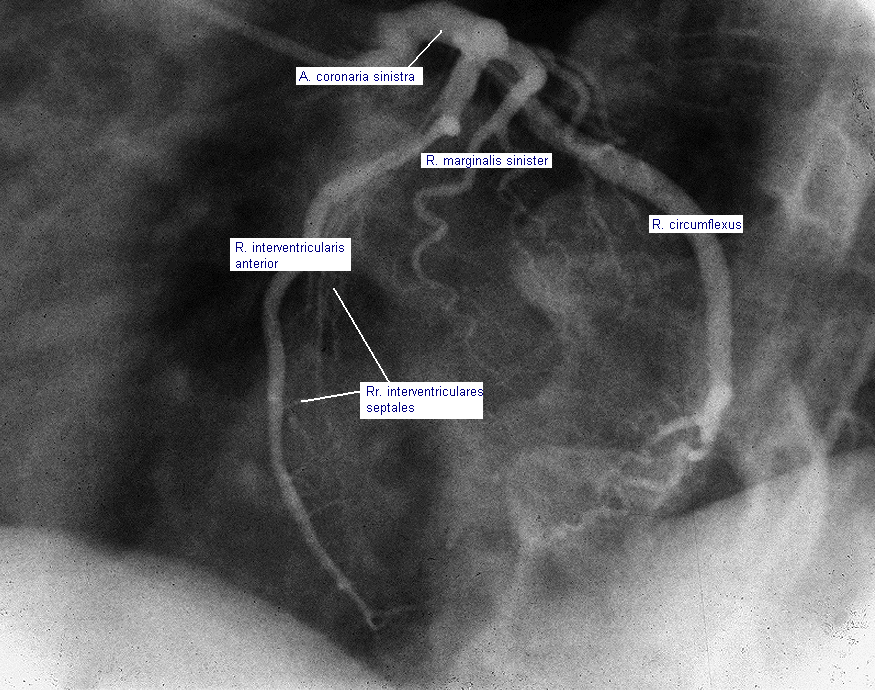 A. coronaria sinistra
R. marginalis sinister
R. circumflexus
R. interventricularis
anterior
Rr. interventriculares
septales